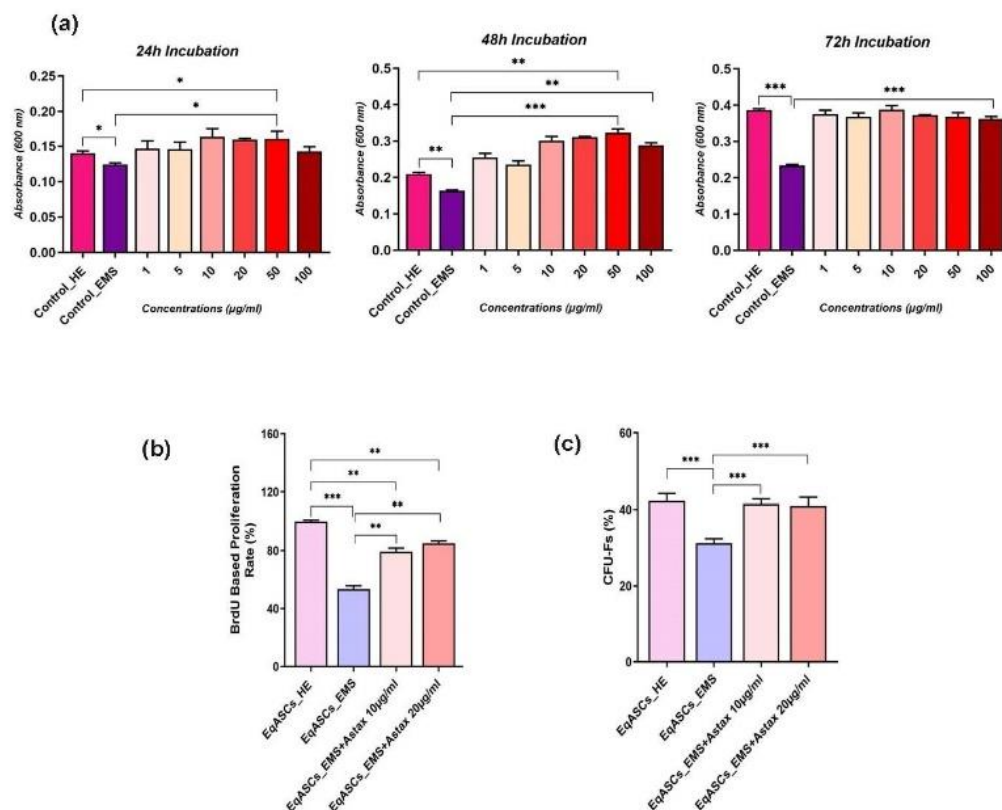 (a)
24h Incubation
Absorbance (600 nm)
0.25
0.20
0.15
0.10
0.05
0.00
*
*
*
Control_HE
Control_EMS
1
5
10
20
50
100
Concentrations (µg/ml)
48h Incubation
Absorbance (600 nm)
0.5
0.4
0.3
0.2
0.1
0.0
**
**
***
**
Control_HE
Control_EMS
1
5
10
20
50
100
Concentrations (µg/ml)
72h Incubation
Absorbance (600 nm)
0.5
0.4
0.3
0.2
0.1
0.0
***
***
Control_HE
Control_EMS
1
5
10
20
50
100
Concentrations (µg/ml)
(b)
BrdU Based Proliferation
Rate (%)
160
120
80
40
0
**
**
***
**
**
EqASCs_HE
EqASCs_EMS
EqASCs_EMS+Astax 10µg/ml
EqASCs_EMS+Astax 20µg/ml
(c)
CFU-Fs (%)
60
40
20
0
***
***
***
EqASCs_HE
EqASCs_EMS
EqASCs_EMS+Astax 10µg/ml
EqASCs_EMS+Astax 20µg/ml